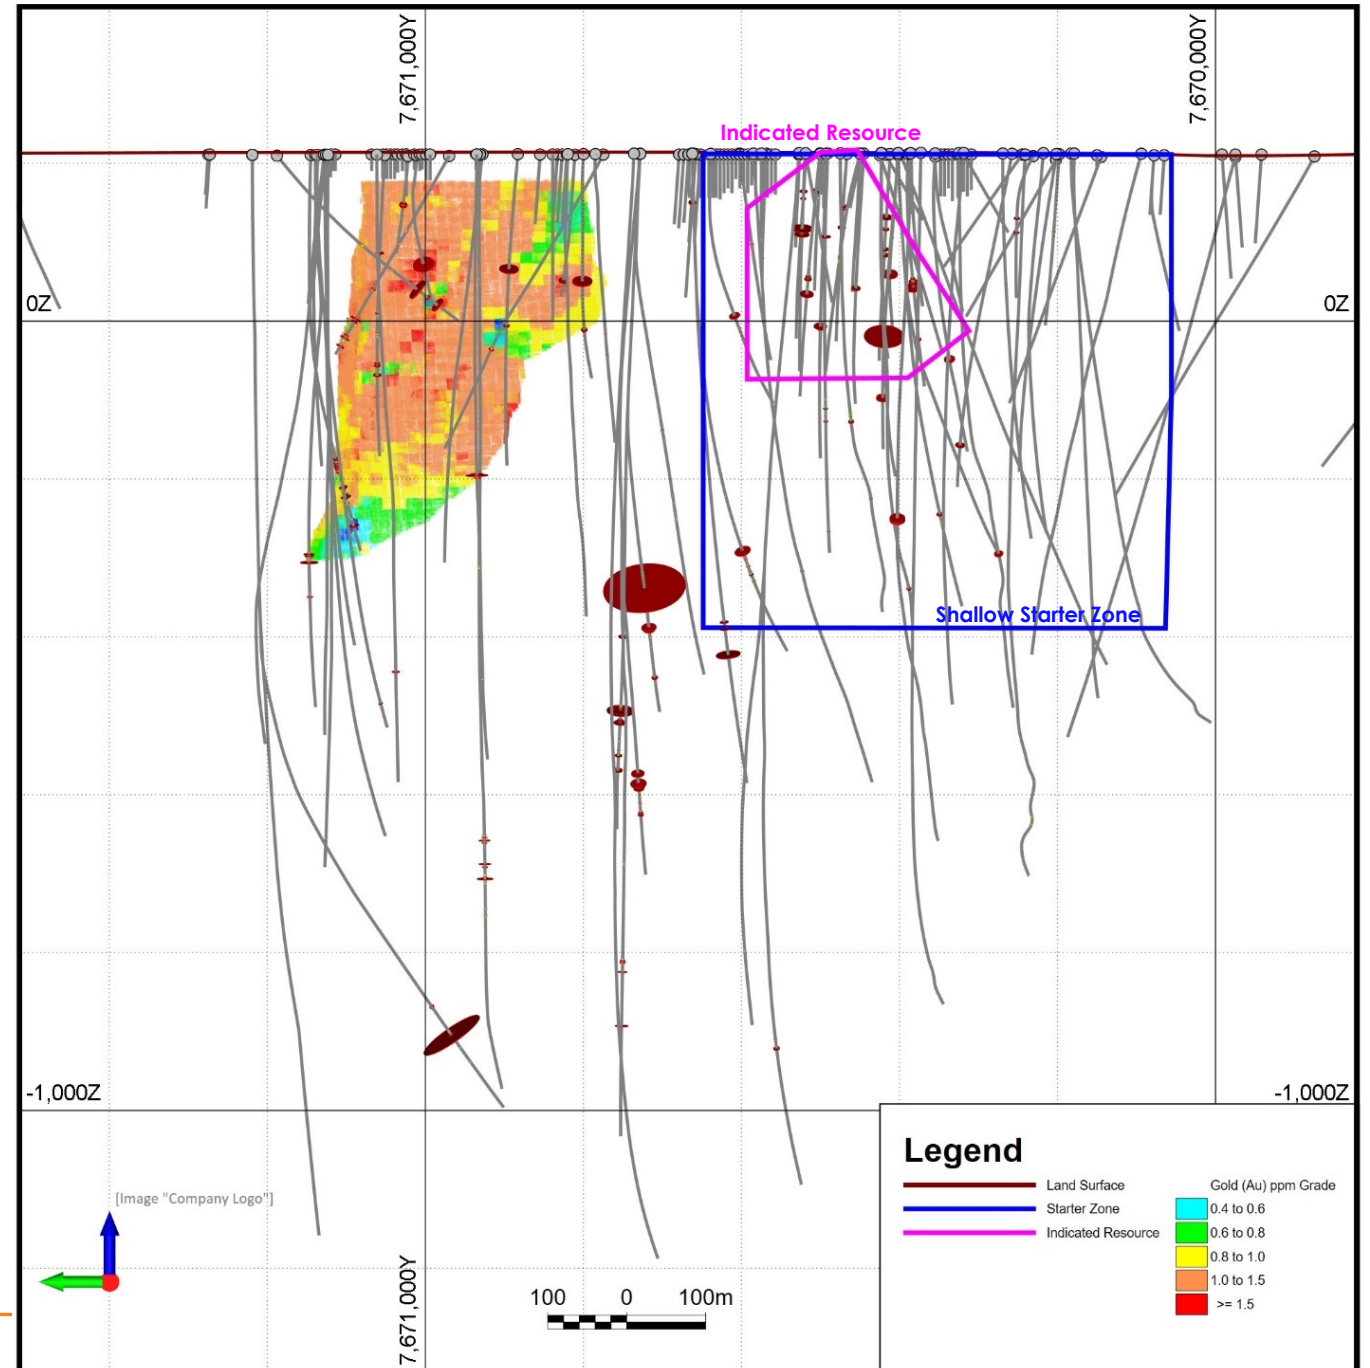 7,671,000Y
7,670,000Y
Indicated Resource
0Z
0Z
Shallow Starter Zone
-1,000Z
-1,000Z
Legend
Land Surface
Starter Zone
Indicated Resource
Gold (Au) ppm Grade
0.4 to 0.6
0.6 to 0.8
0.8 to 1.0
1.0 to 1.5
>= 1.5
[Image "Company Logo"]
7,671,000Y
100 0 100m